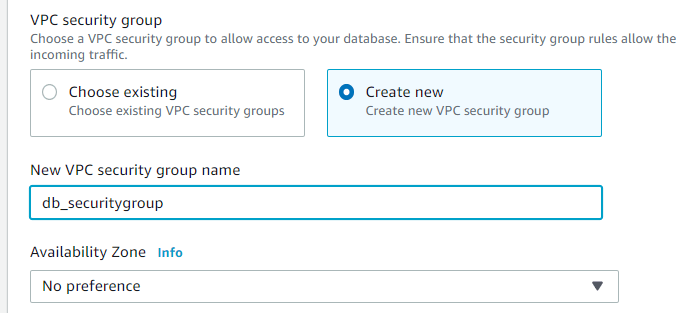 VPC security group
Choose a VPC security group to allow access to your database. Ensure that the security group rules allow the
incoming traffic.
Choose existing
Choose existing VPC security groups
Create new
Create new VPC security group
New VPC security group name
db_securitygroup
Availability Zone Info
No preference